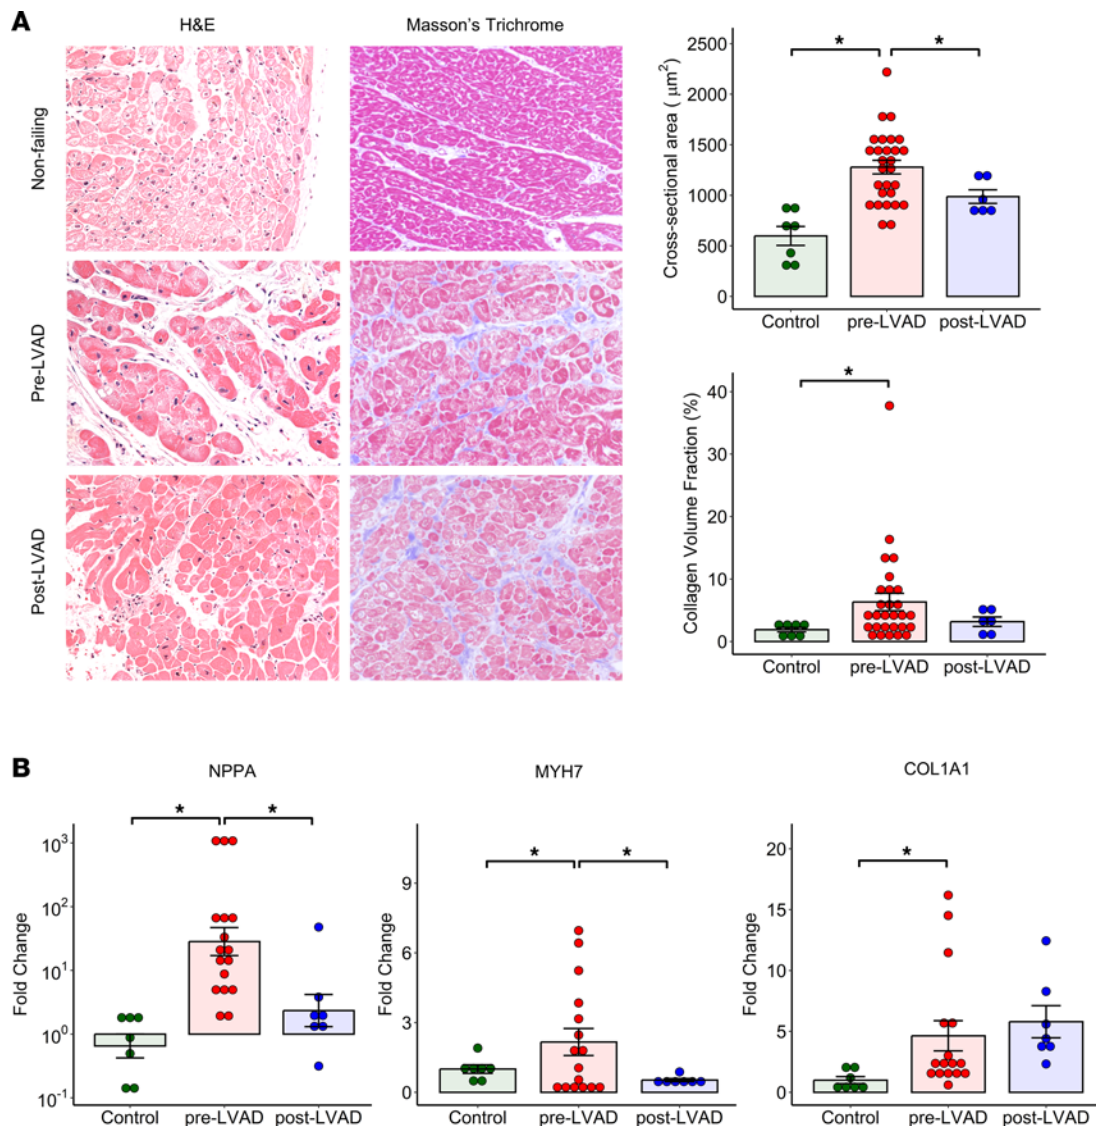 A
H&E
Masson's Trichrome
Non-failing
Pre-LVAD
Post-LVAD
Cross-sectional area ( μm²)
2500
2000
1500
1000
500
0
*
*
Control
pre-LVAD
post-LVAD
Collagen Volume Fraction (%)
40
30
20
10
0
*
Control
pre-LVAD
post-LVAD
B
NPPA
Fold Change
10³
10²
10¹
10⁰
10⁻¹
*
*
Control
pre-LVAD
post-LVAD
MYH7
Fold Change
9
6
3
0
*
*
Control
pre-LVAD
post-LVAD
COL1A1
Fold Change
20
15
10
5
0
*
Control
pre-LVAD
post-LVAD